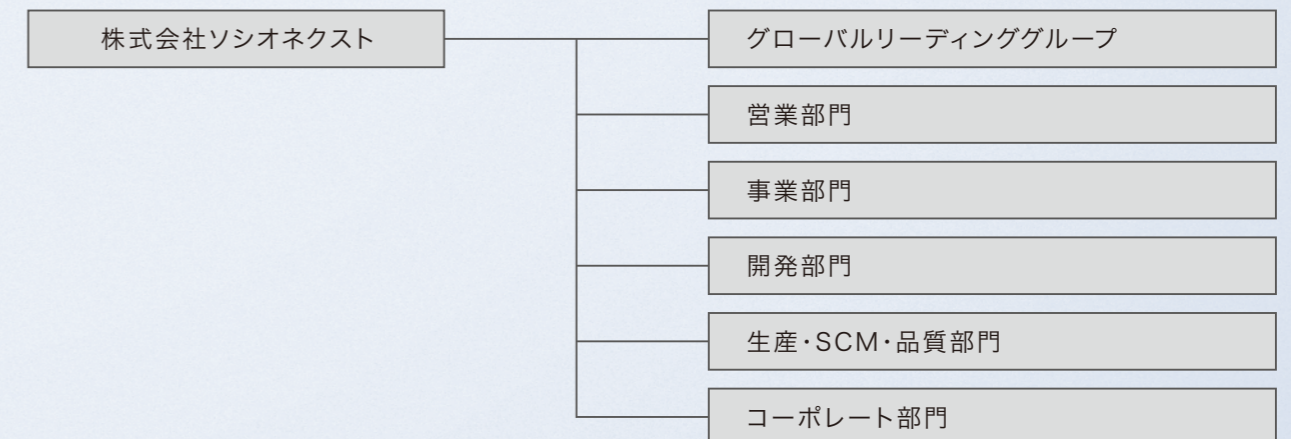 株式会社ソシオネクスト
グローバルリーディンググループ
営業部門
事業部門
開発部門
生産・SCM・品質部門
コーポレート部門